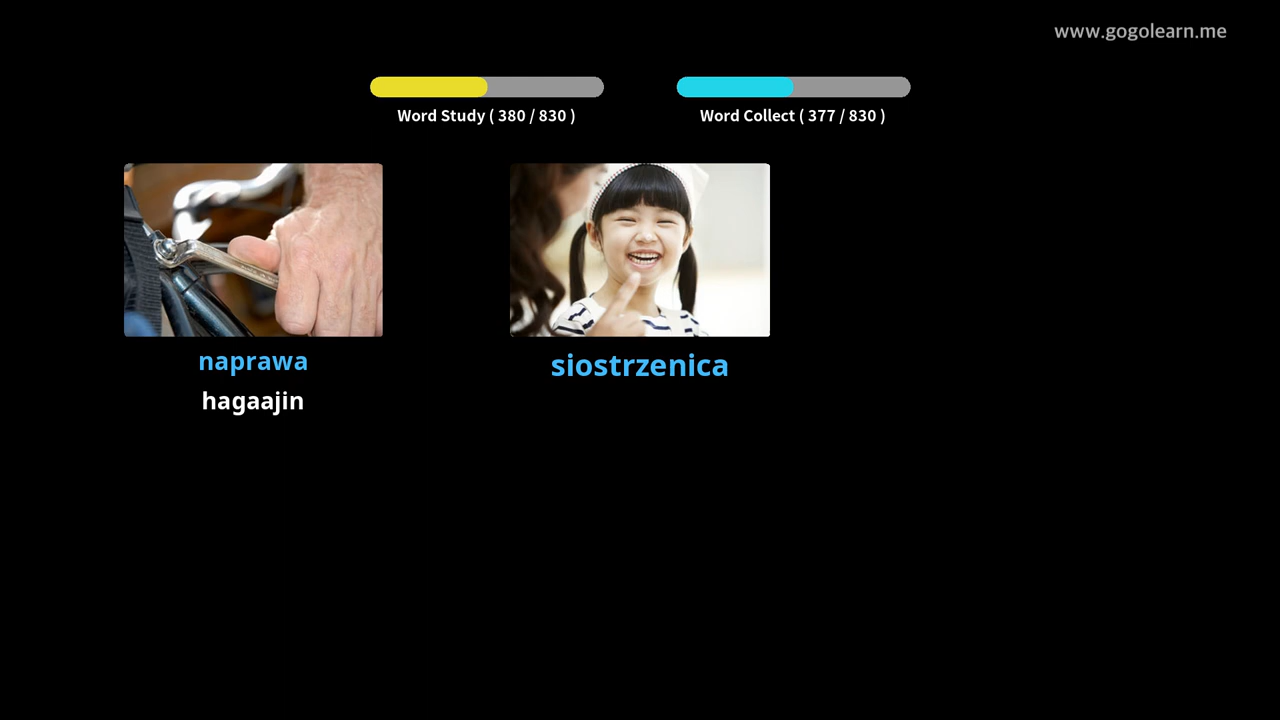 www.gogolearn.me
Word Study ( 380 / 830 )
Word Collect ( 377 / 830 )
naprawa
hagaajin
siostrzenica